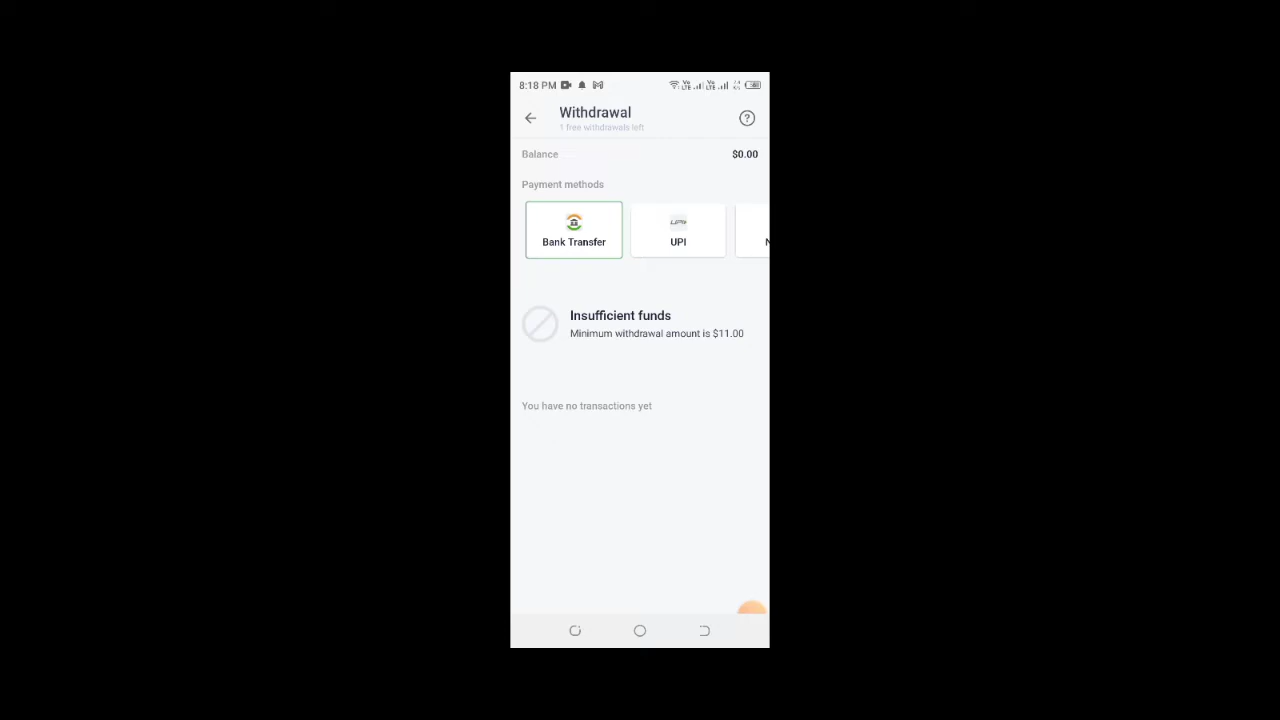 8:18 PM
Withdrawal
1 free withdrawals left
Balance
$0.00
Payment methods
Bank Transfer
UPI
UPI
N
Insufficient funds
Minimum withdrawal amount is $11.00
You have no transactions yet